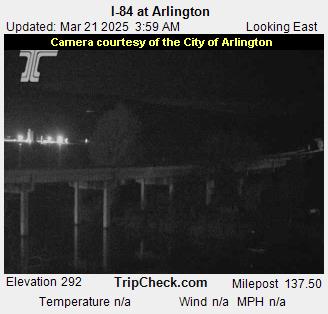 I-84 at Arlington
Updated: Mar 21 2025 3:59 AM Looking East
Camera courtesy of the City of Arlington
Elevation 292 TripCheck.com Milepost 137.50
Temperature n/a Wind n/a MPH n/a